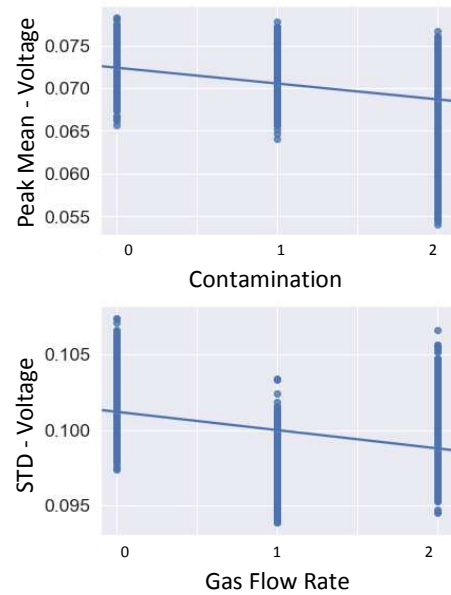 Peak Mean - Voltage
0.075
0.070
0.065
0.060
0.055
0 1 2
Contamination
STD - Voltage
0.105
0.100
0.095
0 1 2
Gas Flow Rate